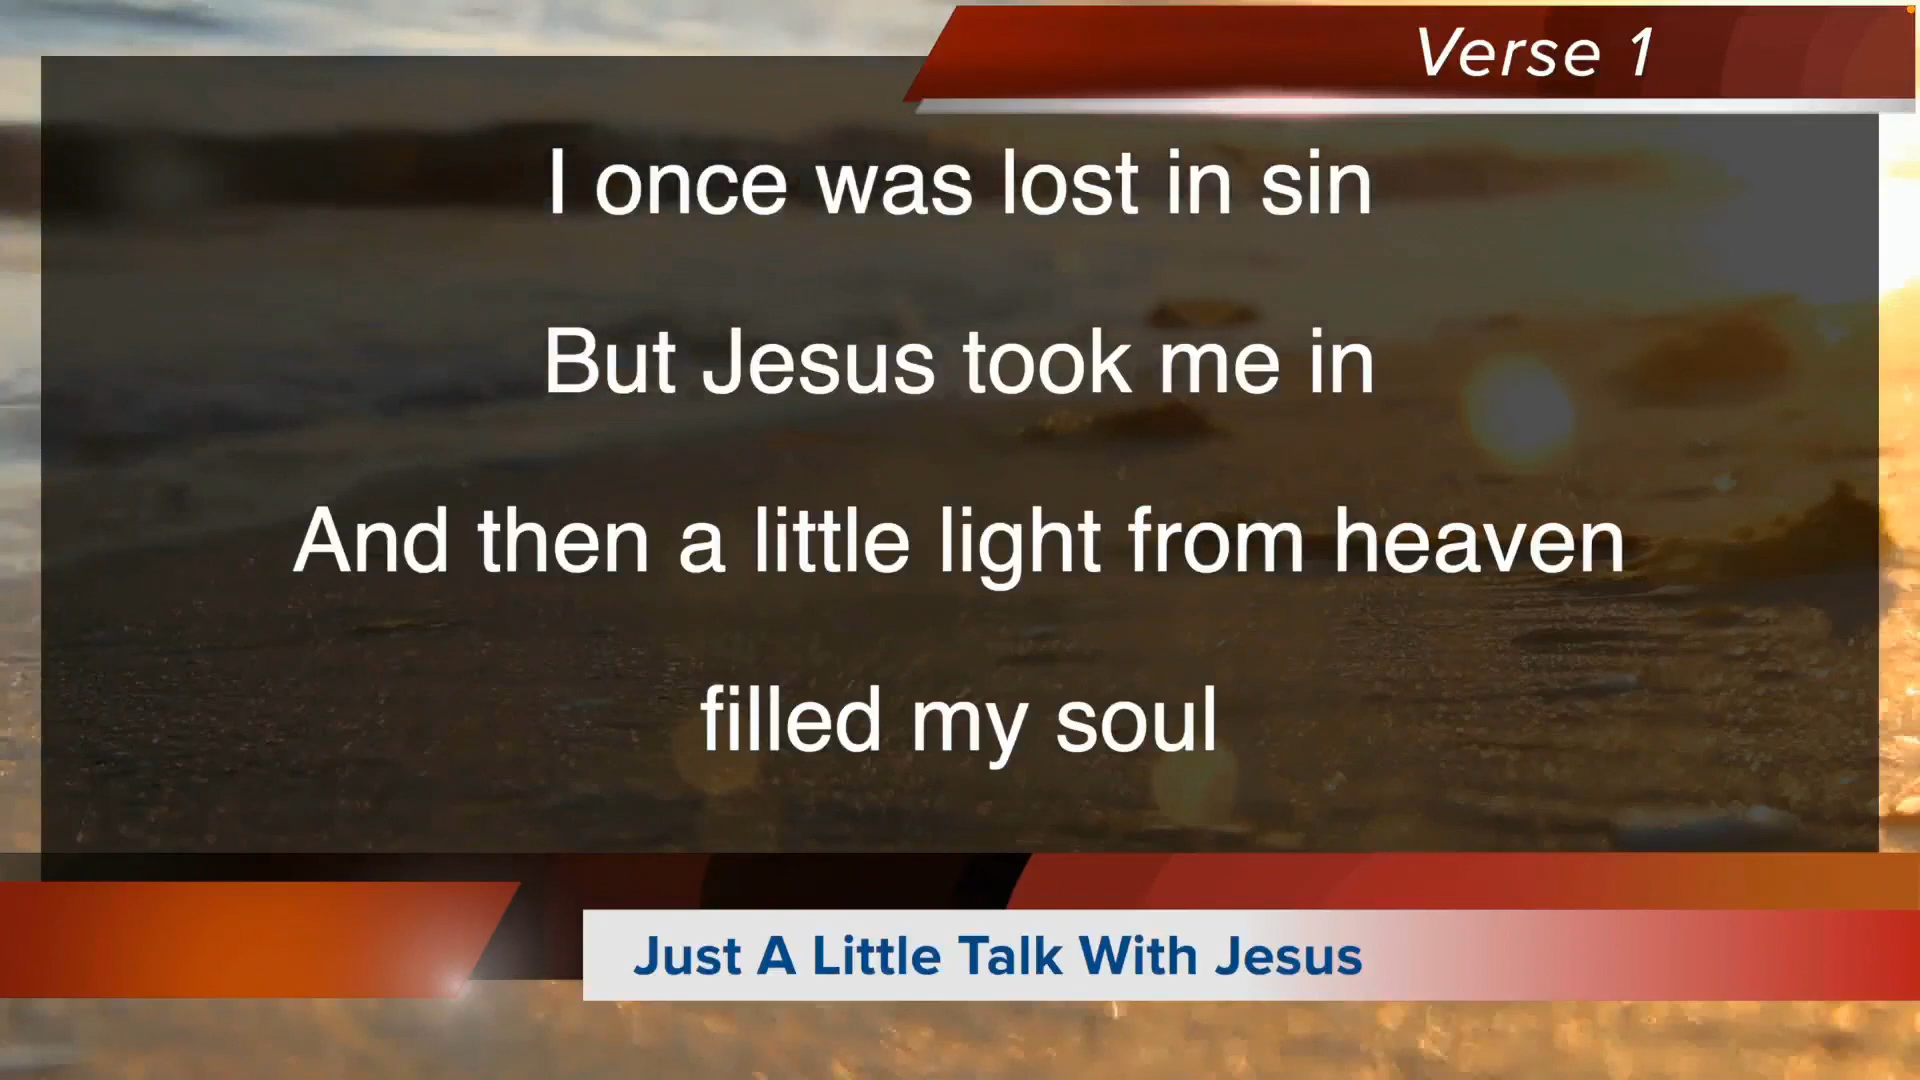 Verse 1
I once was lost in sin
But Jesus took me in
And then a little light from heaven
filled my soul
Just A Little Talk With Jesus